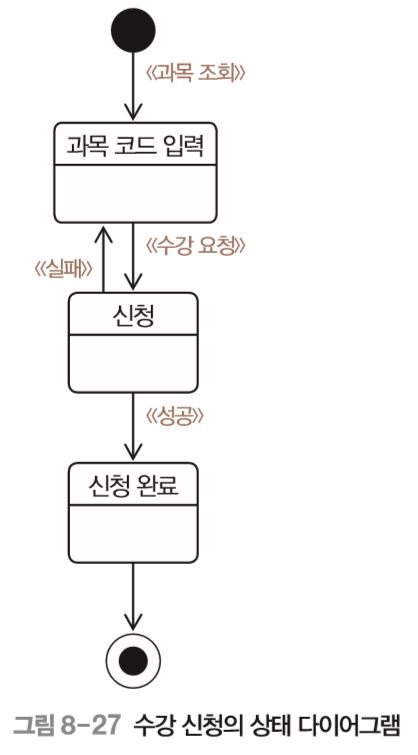 《과목 조회》
과목 코드 입력
《수강 요청》
《실패》
신청
《성공》
신청 완료
그림 8-27 수강 신청의 상태 다이어그램